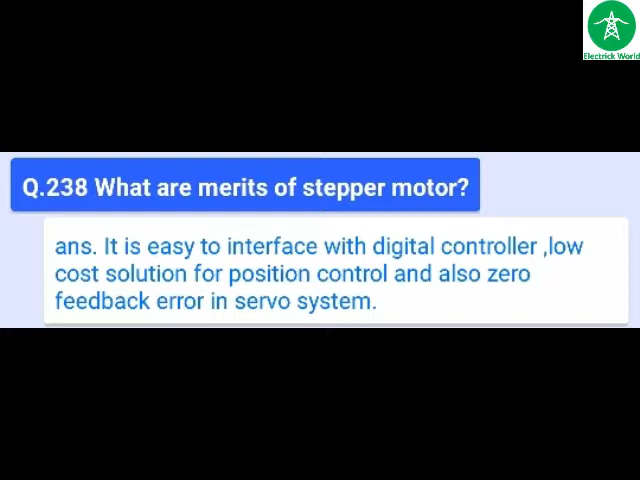 Electrick World
Q.238 What are merits of stepper motor?
ans. It is easy to interface with digital controller ,low
cost solution for position control and also zero
feedback error in servo system.